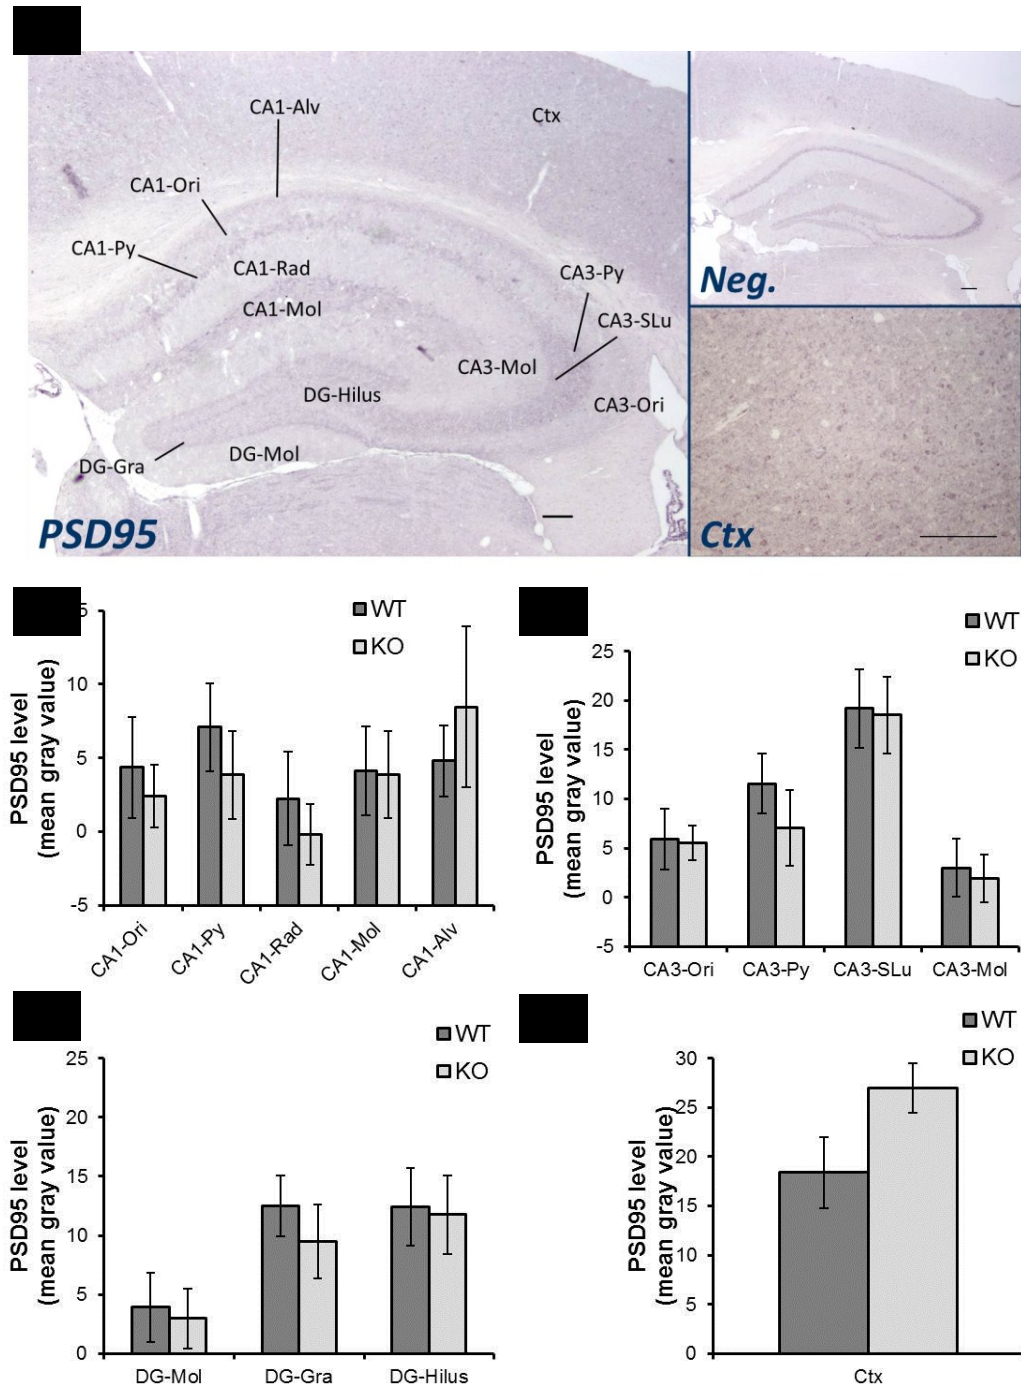 CA1-Alv
Ctx
CA1-Ori
CA1-Py
CA1-Rad
CA1-Mol
CA3-Py
CA3-SLu
CA3-Mol
DG-Hilus
CA3-Ori
DG-Gra
DG-Mol
PSD95
Neg.
Ctx
WT
KO
PSD95 level
(mean gray value)
10
5
0
-5
CA1-Ori
CA1-Py
CA1-Rad
CA1-Mol
CA1-Alv
WT
KO
PSD95 level
(mean gray value)
25
20
15
10
5
0
-5
CA3-Ori
CA3-Py
CA3-SLu
CA3-Mol
WT
KO
PSD95 level
(mean gray value)
25
20
15
10
5
0
DG-Mol
DG-Gra
DG-Hilus
WT
KO
PSD95 level
(mean gray value)
30
25
20
15
10
5
0
Ctx